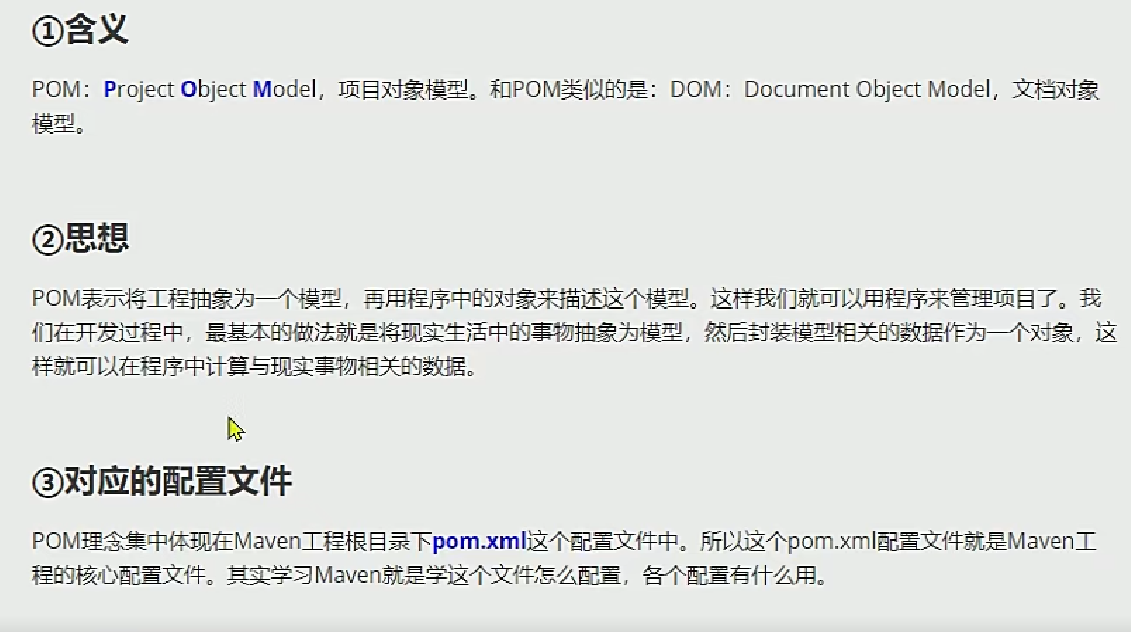 ①含义
POM：Project Object Model，项目对象模型。和POM类似的是：DOM：Document Object Model，文档对象
模型。
②思想
POM表示将工程抽象为一个模型，再用程序中的对象来描述这个模型。这样我们就可以用程序来管理项目了。我
们在开发过程中，最基本的做法就是将现实生活中的事物抽象为模型，然后封装模型相关的数据作为一个对象，这
样就可以在程序中计算与现实事物相关的数据。
③对应的配置文件
POM理念集中体现在Maven工程根目录下pom.xml这个配置文件中。所以这个pom.xml配置文件就是Maven工
程的核心配置文件。其实学习Maven就是学这个文件怎么配置，各个配置有什么用。